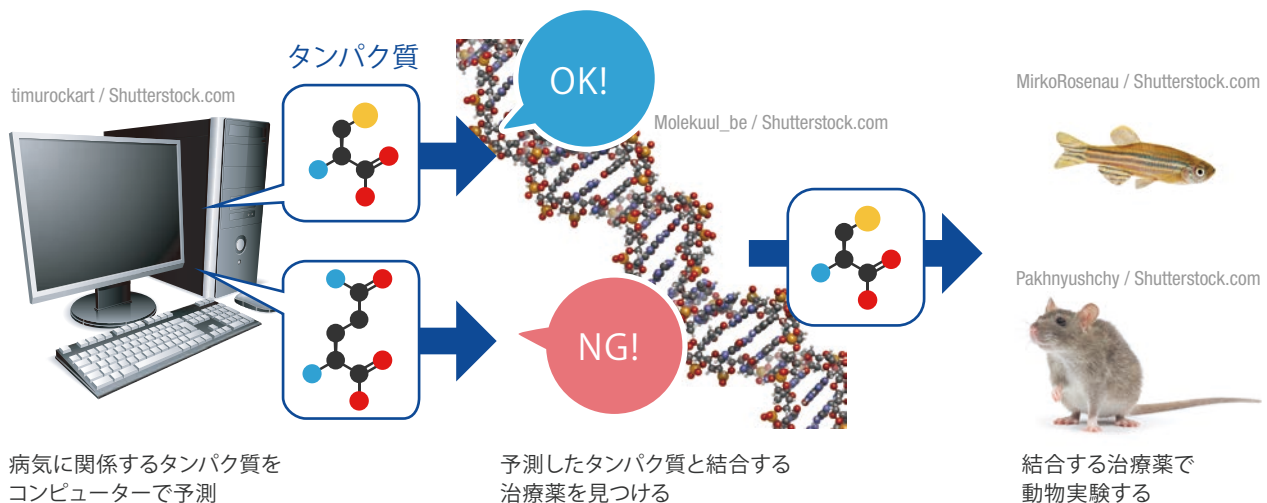 タンパク質
timurockart / Shutterstock.com
OK!
Molekuul_be / Shutterstock.com
MirkoRosenau / Shutterstock.com
NG!
Pakhnyushchy / Shutterstock.com
病気に関係するタンパク質を
コンピューターで予測
予測したタンパク質と結合する
治療薬を見つける
結合する治療薬で
動物実験する